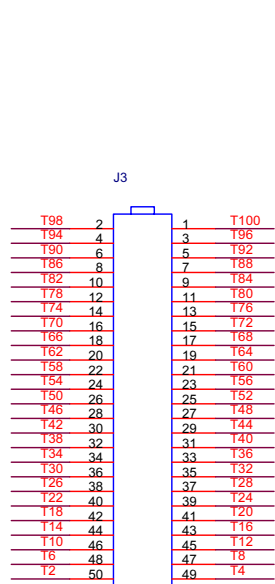 J3
T98 2 1 T100
T94 4 3 T96
T90 6 5 T92
T86 8 7 T88
T82 10 9 T84
T78 12 11 T80
T74 14 13 T76
T70 16 15 T72
T66 18 17 T68
T62 20 19 T64
T58 22 21 T60
T54 24 23 T56
T50 26 25 T52
T46 28 27 T48
T42 30 29 T44
T38 32 31 T40
T34 34 33 T36
T30 36 35 T32
T26 38 37 T28
T22 40 39 T24
T18 42 41 T20
T14 44 43 T16
T10 46 45 T12
T6 48 47 T8
T2 50 49 T4